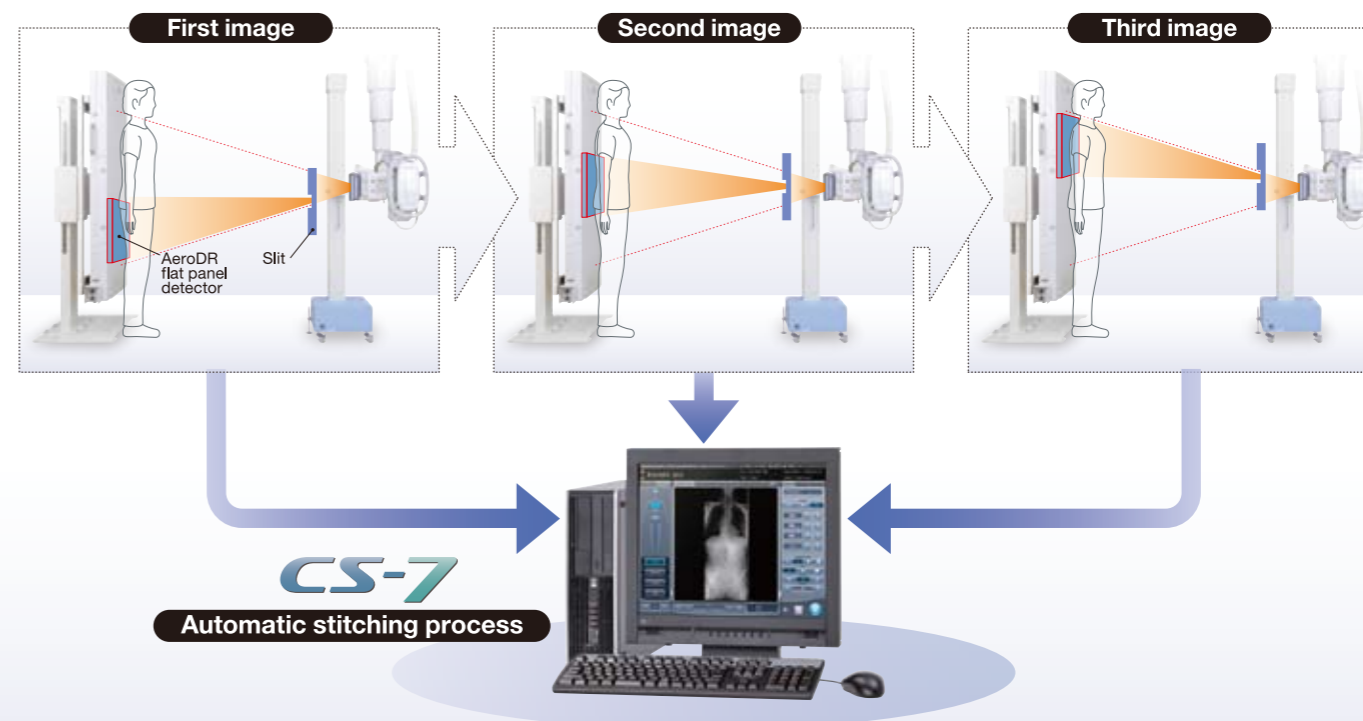 First image
Second image
Third image
AeroDR
flat panel
detector
Slit
CS-7
Automatic stitching process